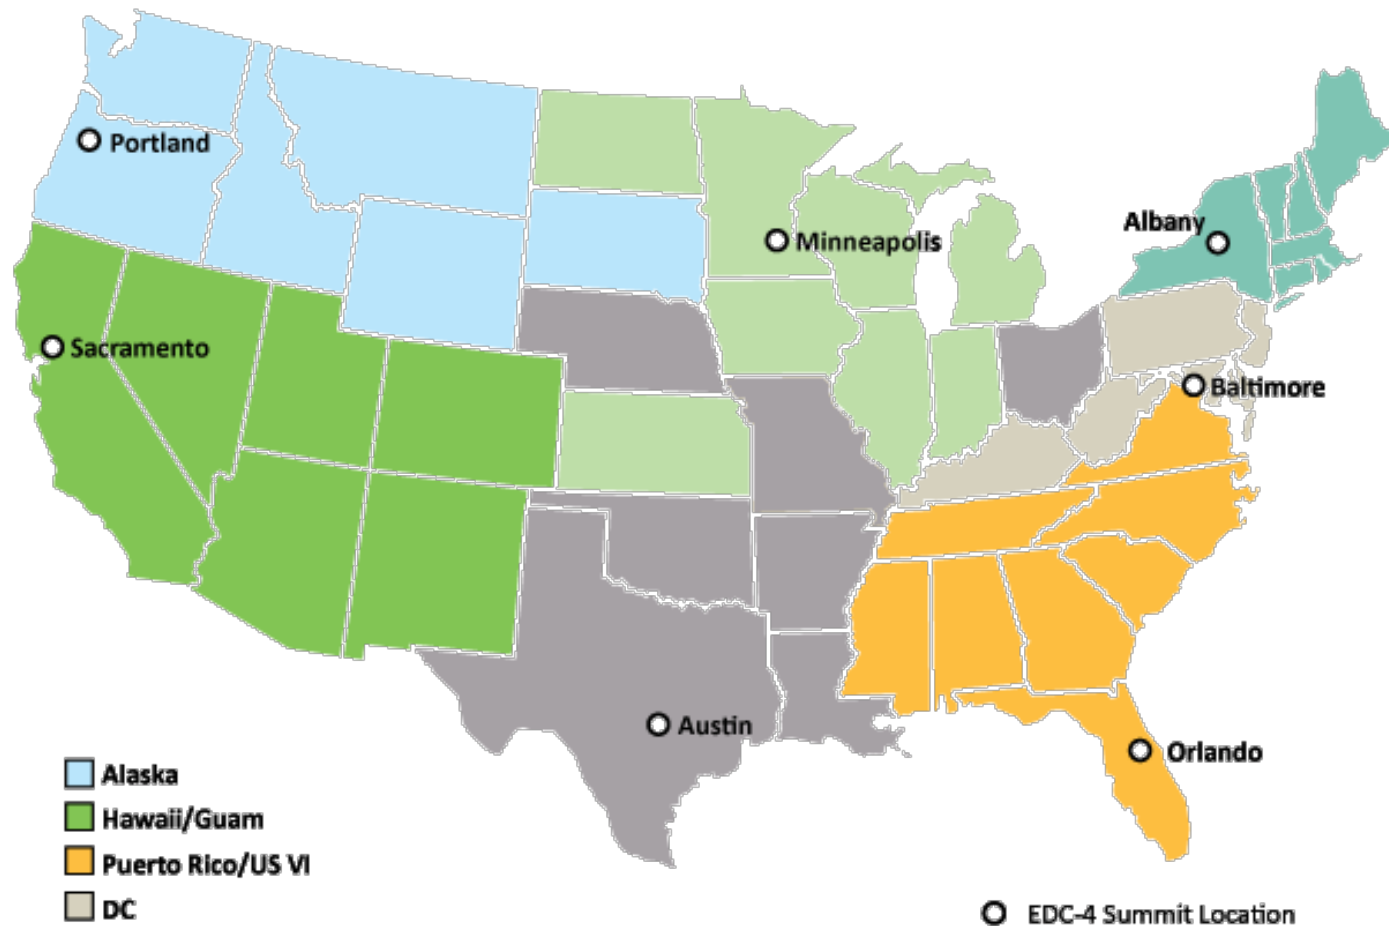 Portland
Albany
Minneapolis
Sacramento
Baltimore
Austin
Orlando
Alaska
Hawaii/Guam
Puerto Rico/US VI
DC
EDC-4 Summit Location